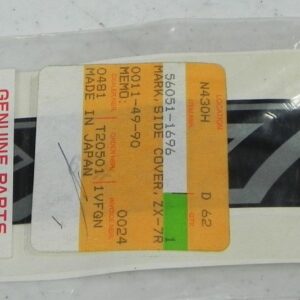 GENUINE PARTS
LOCATION
N430H
D 62
56051-1696
1
MARK,SIDE COVER,ZX-7R
0011-49-90
MEMO:
0024
0481
T20501
1VFQN
MADE IN JAPAN